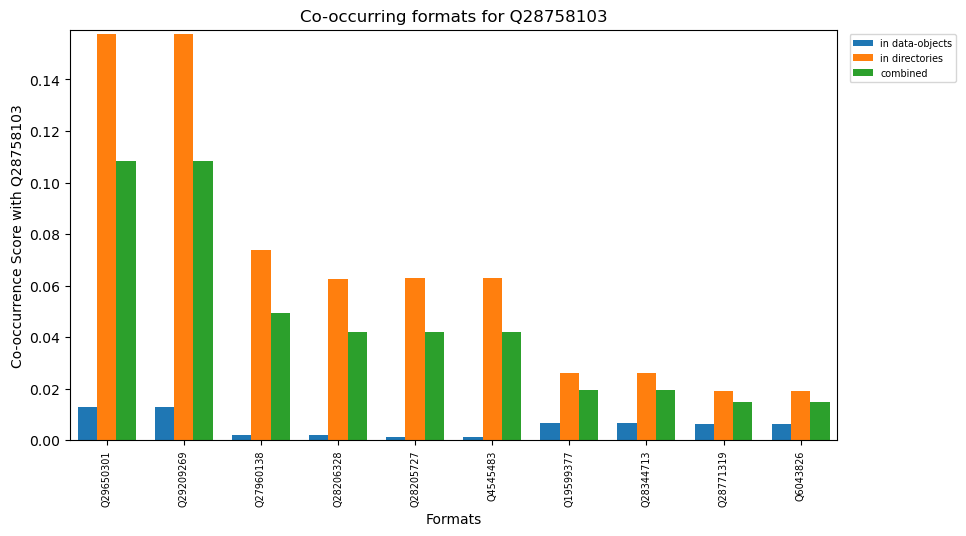 Co-occurring formats for Q28758103
in data-objects
in directories
combined
Co-occurrence Score with Q28758103
0.14
0.12
0.10
0.08
0.06
0.04
0.02
0.00
Q29650301
Q29209269
Q27960138
Q28206328
Q28205727
Q4545483
Q19599377
Q28344713
Q28771319
Q6043826
Formats